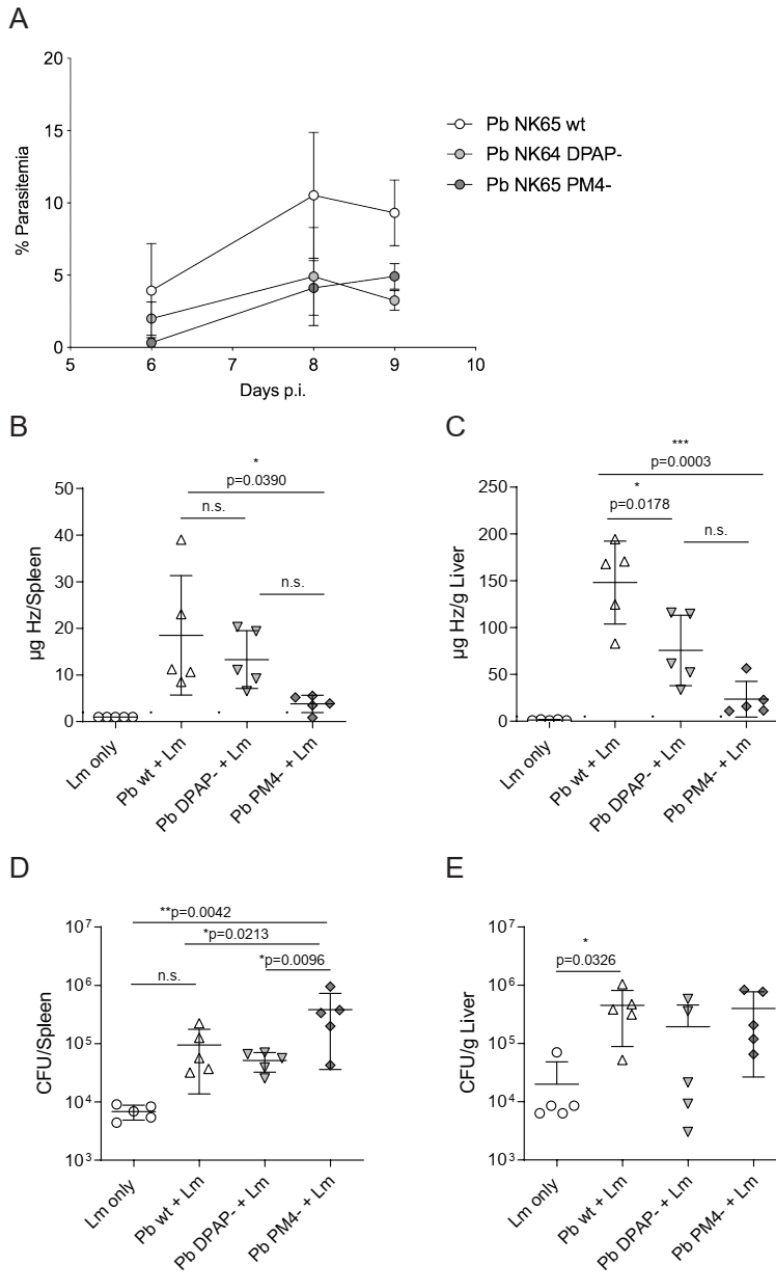 A
20
15
10
5
0
% Parasitemia
5
6
7
8
9
10
Days p.i.
Pb NK65 wt
Pb NK64 DPAP-
Pb NK65 PM4-
B
*
p=0.0390
n.s.
n.s.
50
40
30
20
10
0
µg Hz/Spleen
Lm only
Pb wt + Lm
Pb DPAP- + Lm
Pb PM4- + Lm
C
***
p=0.0003
*
p=0.0178
n.s.
250
200
150
100
50
0
µg Hz/g Liver
Lm only
Pb wt + Lm
Pb DPAP- + Lm
Pb PM4- + Lm
D
**p=0.0042
*p=0.0213
*p=0.0096
n.s.
10⁷
10⁶
10⁵
10⁴
10³
CFU/Spleen
Lm only
Pb wt + Lm
Pb DPAP- + Lm
Pb PM4- + Lm
E
*
p=0.0326
10⁷
10⁶
10⁵
10⁴
10³
CFU/g Liver
Lm only
Pb wt + Lm
Pb DPAP- + Lm
Pb PM4- + Lm